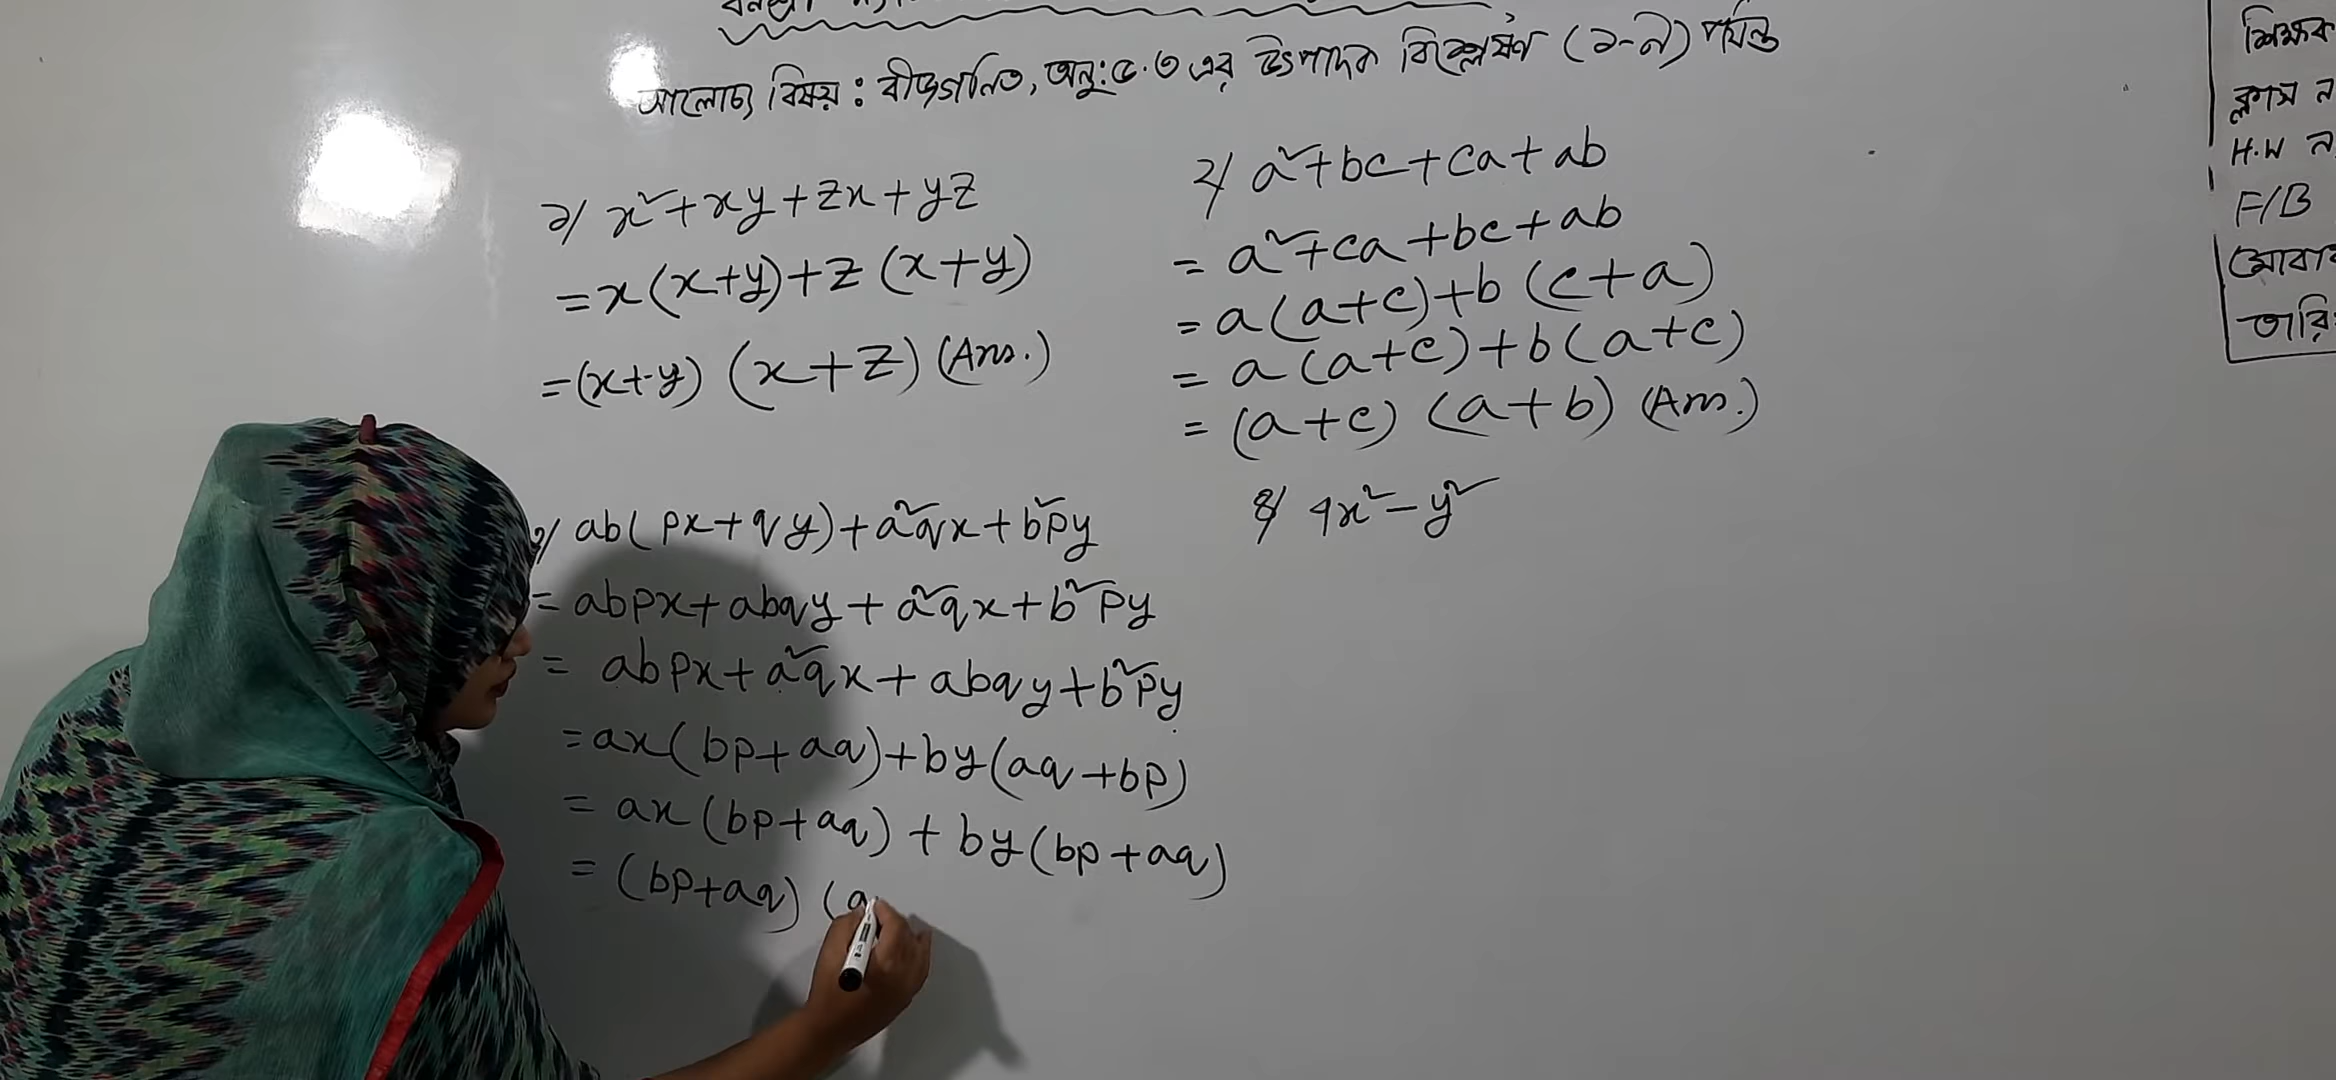 আলোচ্য বিষয় : বীজগনিত, অনু: ৫.৩ এর উৎপাদক বিশ্লেষণ (১-৯) পর্যন্ত
১/ x²+xy+zx+yz
=x(x+y)+z(x+y)
=(x+y) (x+z) (Ans.)
২/ a²+bc+ca+ab
= a²+ca+bc+ab
= a(a+c)+b(c+a)
= a(a+c)+b(a+c)
= (a+c) (a+b) (Ans.)
৩/ ab(px+qy)+a²qx+b²py
= abpx+abqy+a²qx+b²py
= abpx+a²qx+abqy+b²py
=ax(bp+aq)+by(aq+bp)
= ax(bp+aq)+by(bp+aq)
= (bp+aq) (a
৪/ 4x²-y²
শিক্ষক
ক্লাস ন
H.W ন
F/B